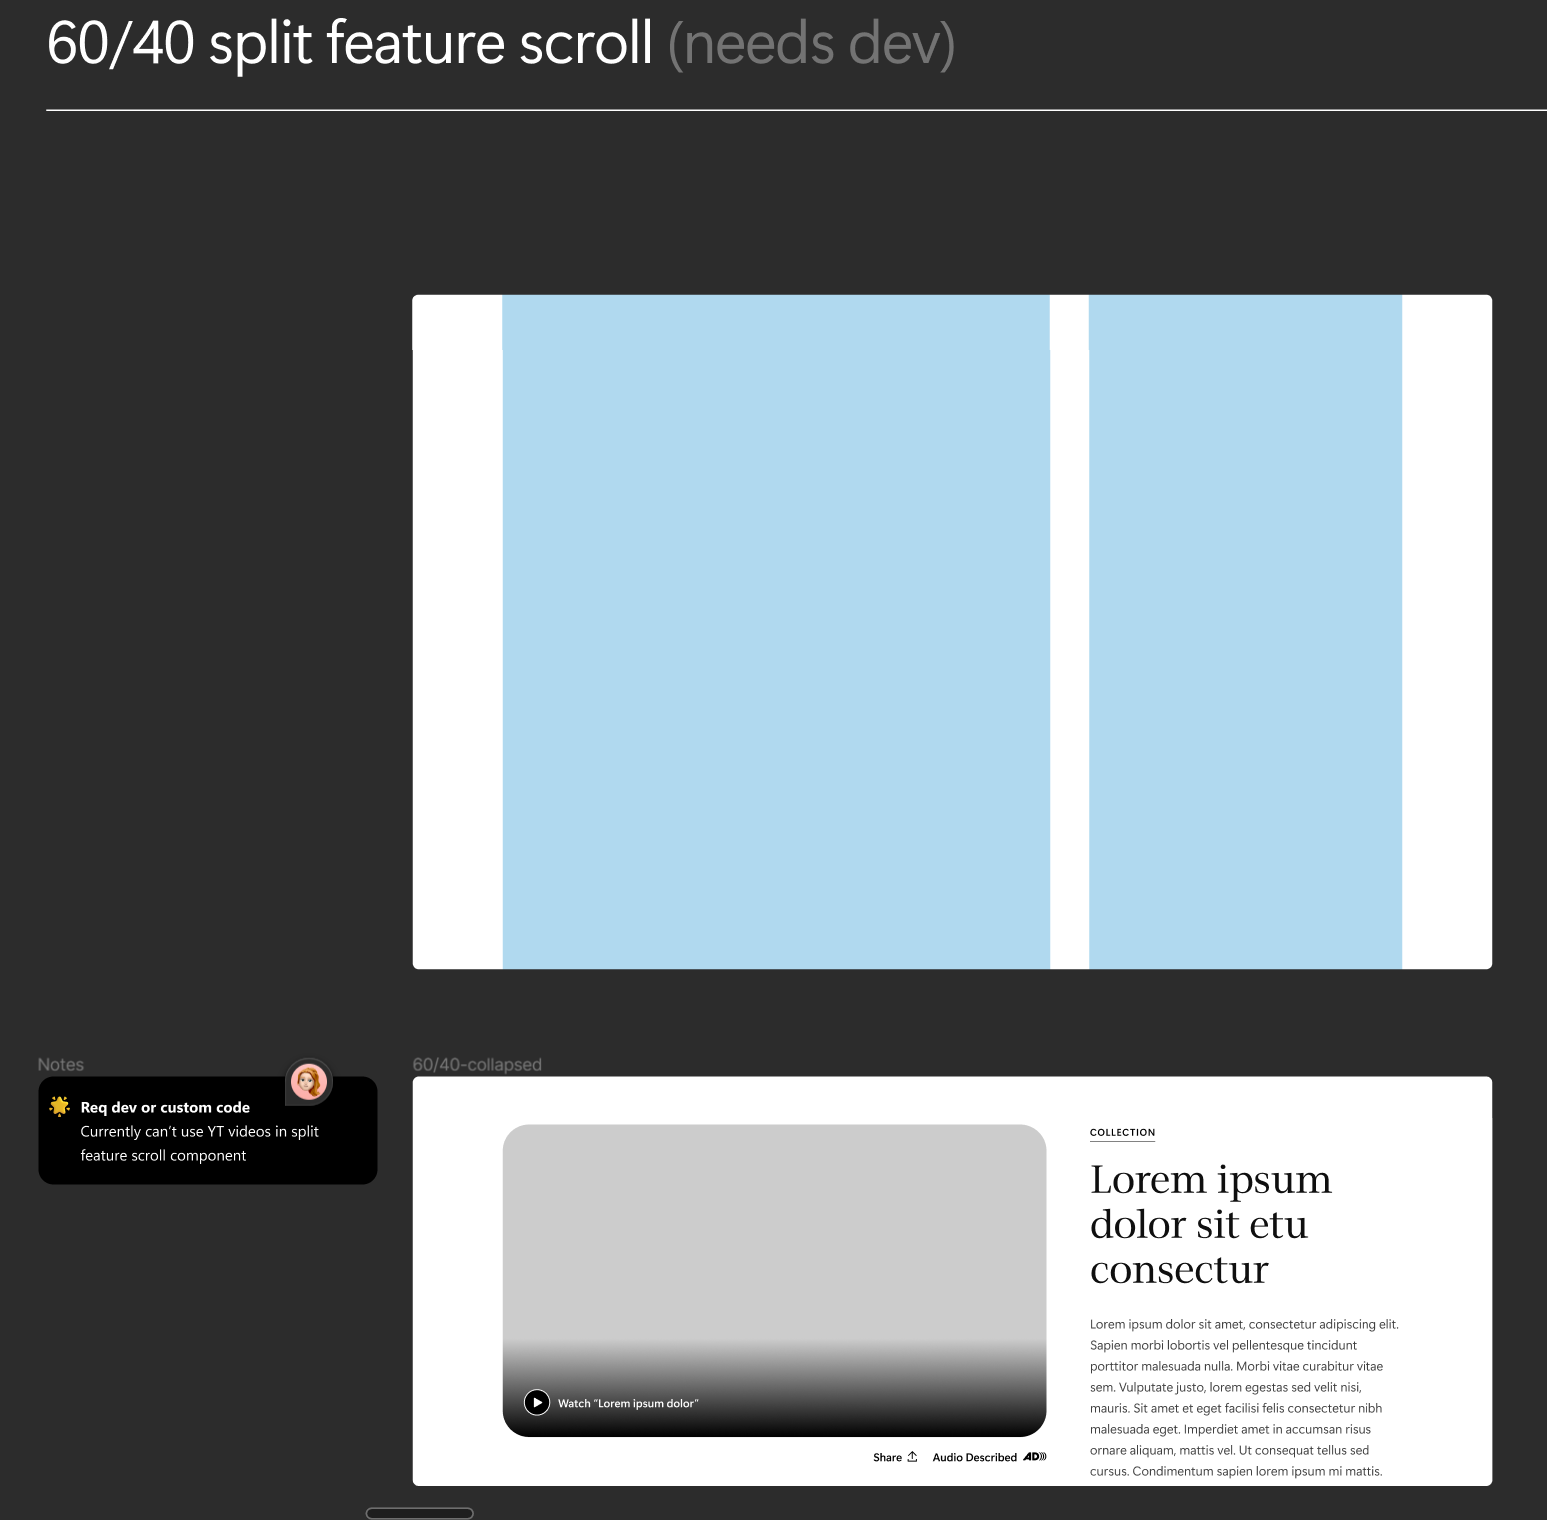 60/40 split feature scroll (needs dev)
Notes
Req dev or custom code
Currently can't use YT videos in split
feature scroll component
60/40-collapsed
Watch "Lorem ipsum dolor"
Share
Audio Described AD
COLLECTION
Lorem ipsum
dolor sit etu
consectur
Lorem ipsum dolor sit amet, consectetur adipiscing elit.
Sapien morbi lobortis vel pellentesque tincidunt
porttitor malesuada nulla. Morbi vitae curabitur vitae
sem. Vulputate justo, lorem egestas sed velit nisi,
mauris. Sit amet et eget facilisi felis consectetur nibh
malesuada eget. Imperdiet amet in accumsan risus
ornare aliquam, mattis vel. Ut consequat tellus sed
cursus. Condimentum sapien lorem ipsum mi mattis.